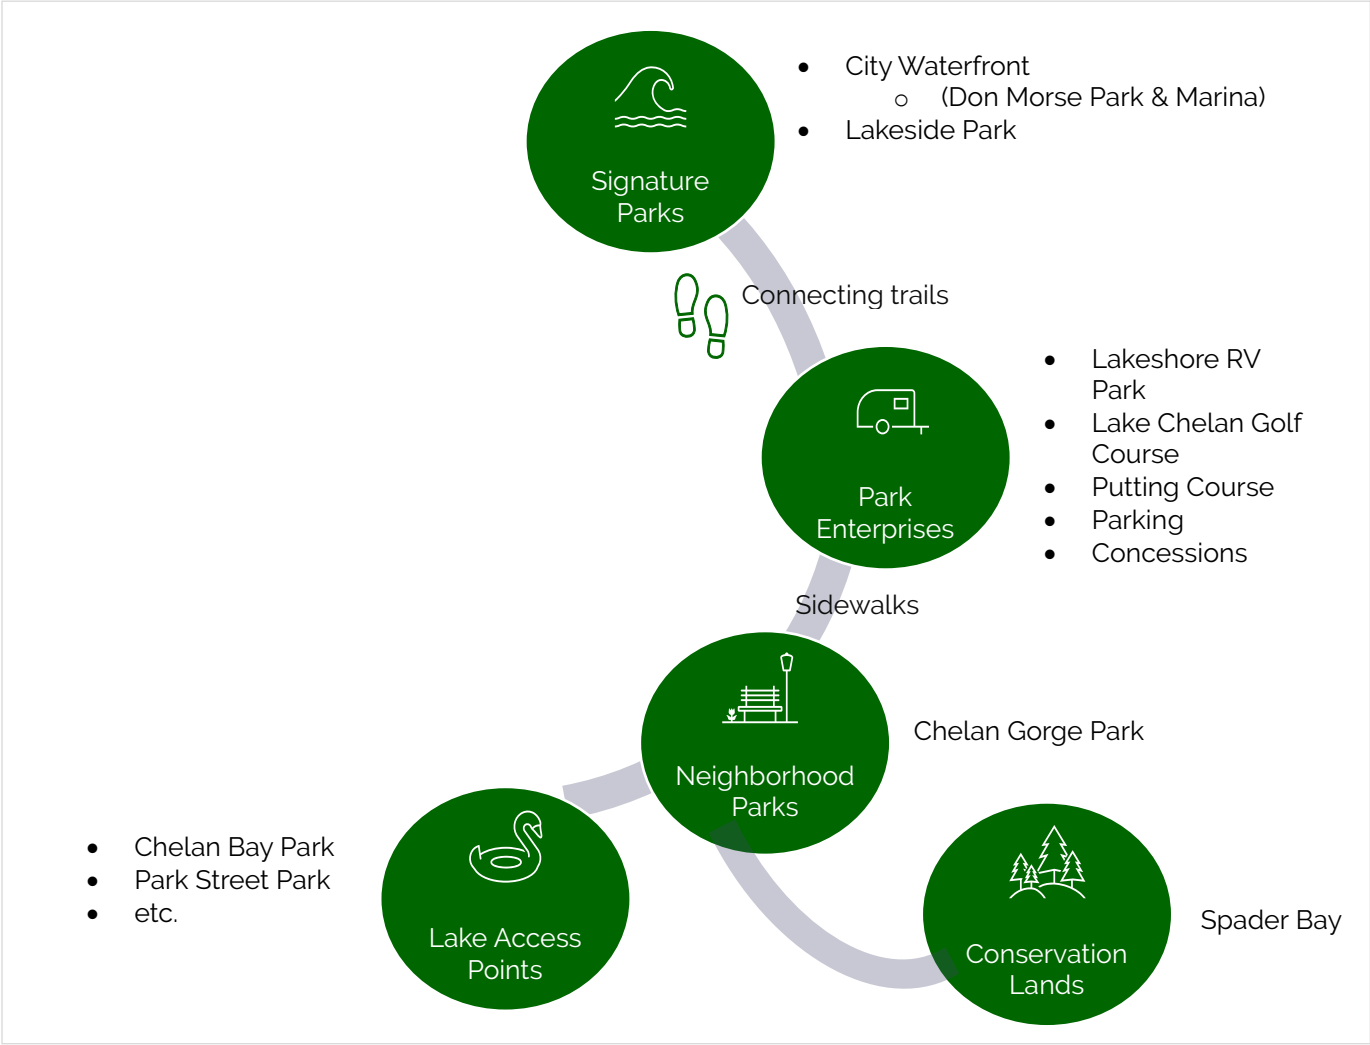 Signature
Parks
• City Waterfront
o (Don Morse Park & Marina)
• Lakeside Park
Connecting trails
Park
Enterprises
• Lakeshore RV
Park
• Lake Chelan Golf
Course
• Putting Course
• Parking
• Concessions
Sidewalks
Neighborhood
Parks
Chelan Gorge Park
• Chelan Bay Park
• Park Street Park
• etc.
Lake Access
Points
Conservation
Lands
Spader Bay